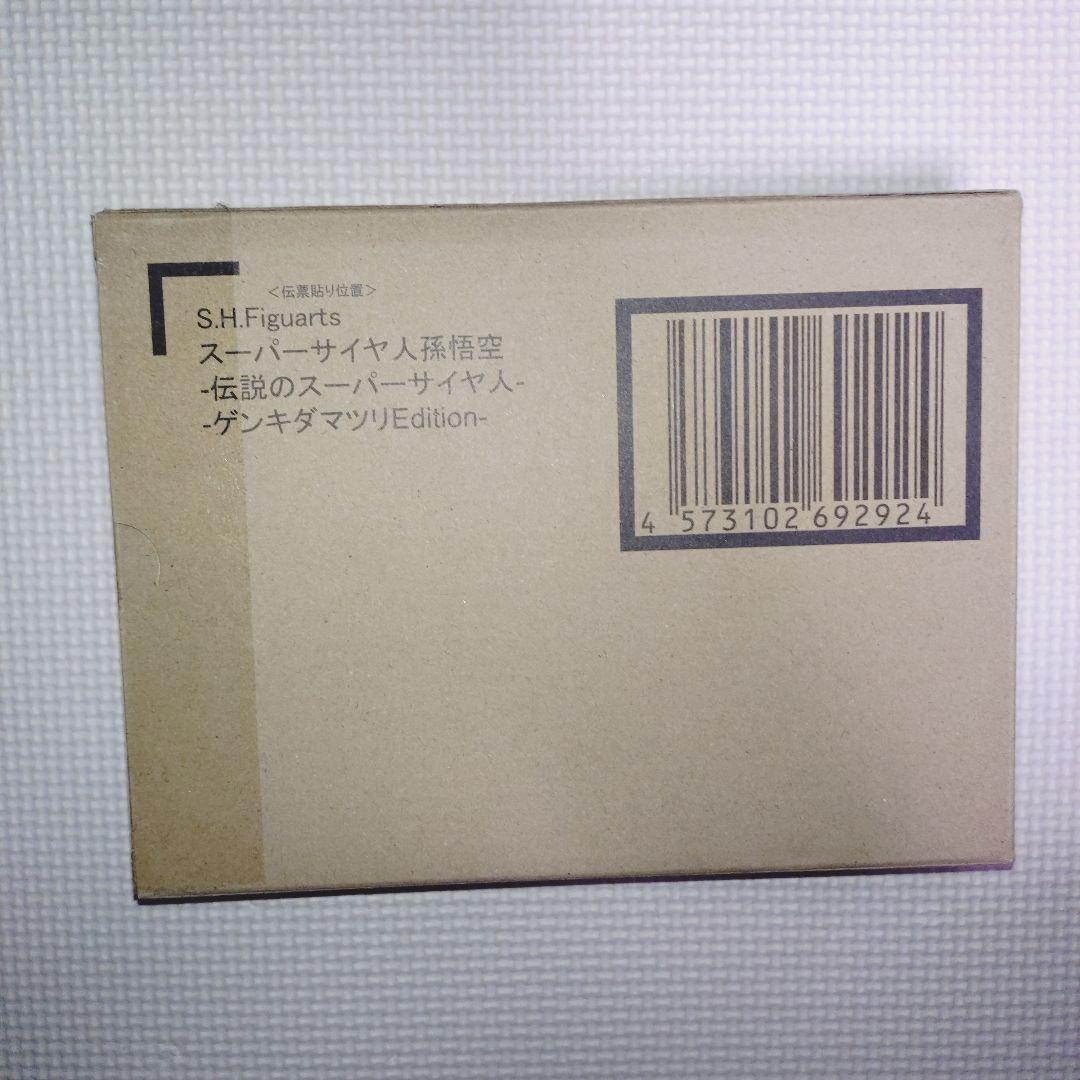 ＜伝票貼り位置＞
S.H.Figuarts
スーパーサイヤ人孫悟空
-伝説のスーパーサイヤ人-
-ゲンキダマツリEdition-
4 573102 692924